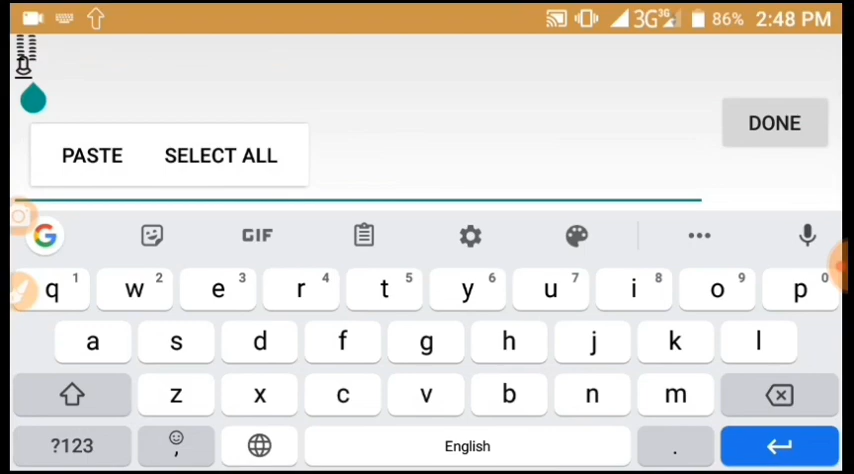 3G 3G 86% 2:48 PM
DONE
PASTE SELECT ALL
G GIF
q 1 w 2 e 3 r 4 t 5 y 6 u 7 i 8 o 9 p 0
a s d f g h j k l
z x c v b n m
?123 , English .